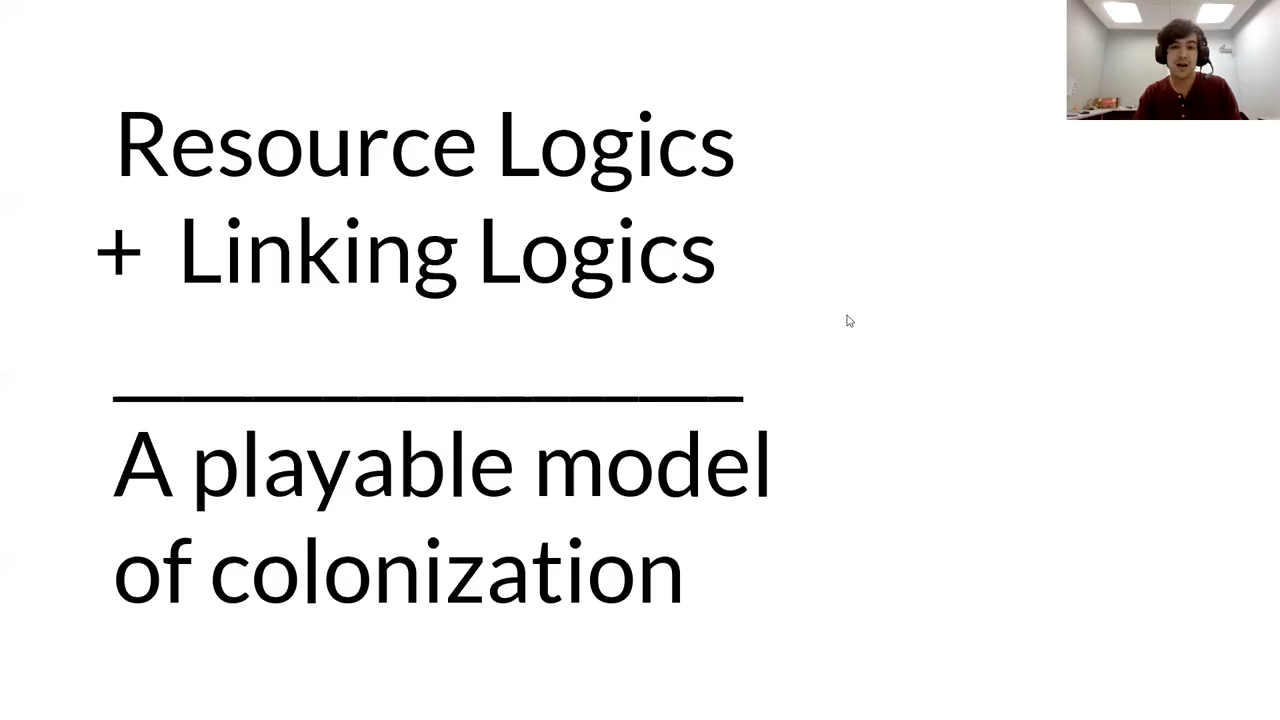 Resource Logics
+ Linking Logics
A playable model
of colonization